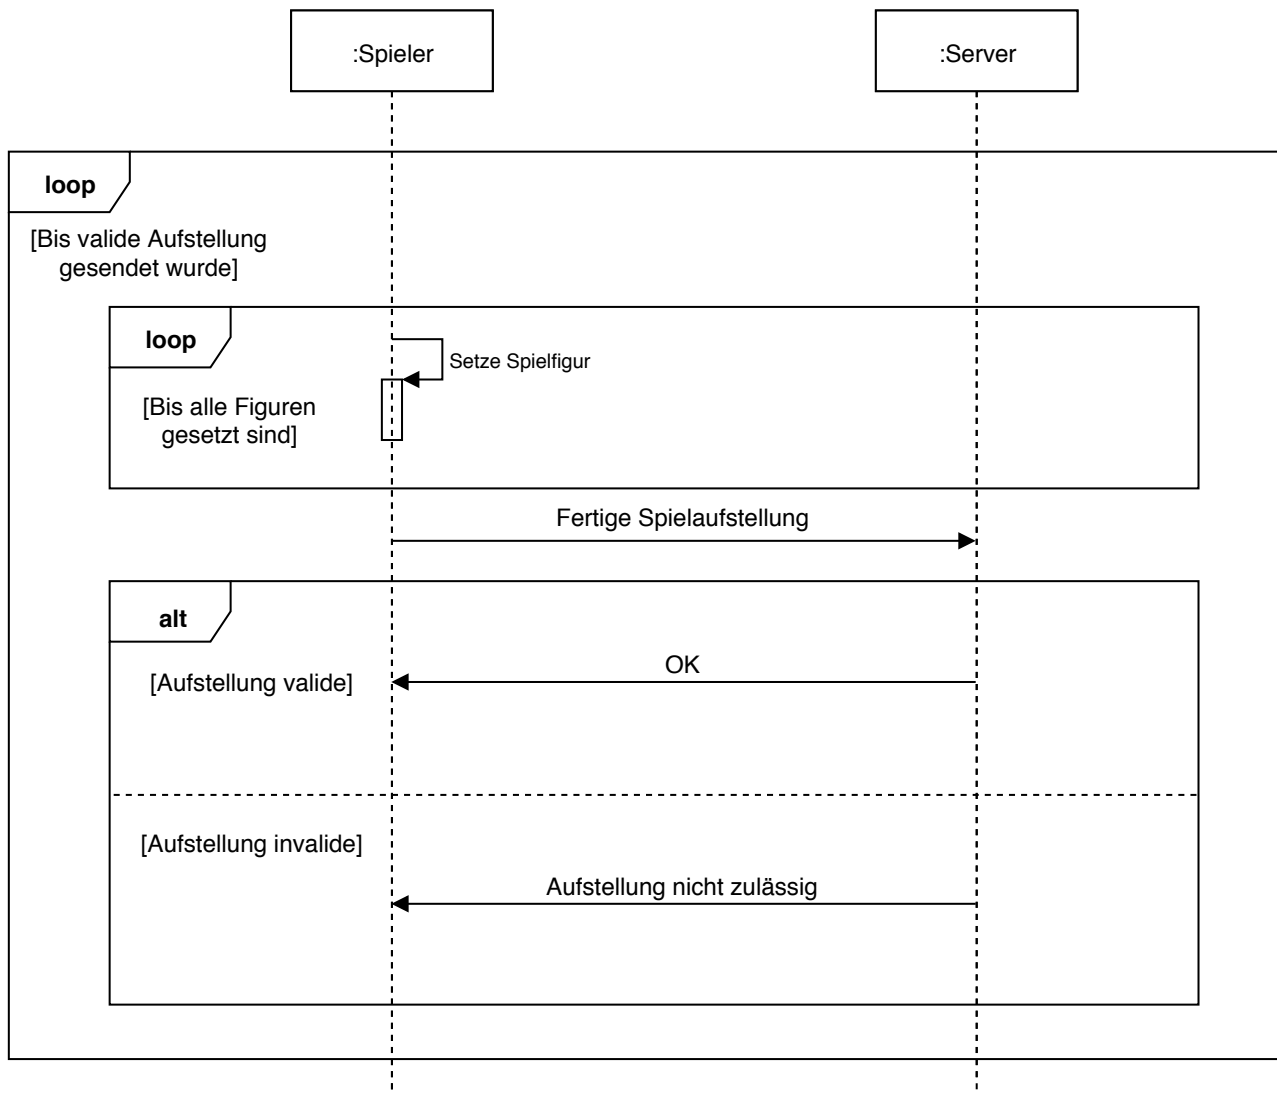 :Spieler
:Server
loop
[Bis valide Aufstellung
gesendet wurde]
loop
Setze Spielfigur
[Bis alle Figuren
gesetzt sind]
Fertige Spielaufstellung
alt
OK
[Aufstellung valide]
[Aufstellung invalide]
Aufstellung nicht zulässig